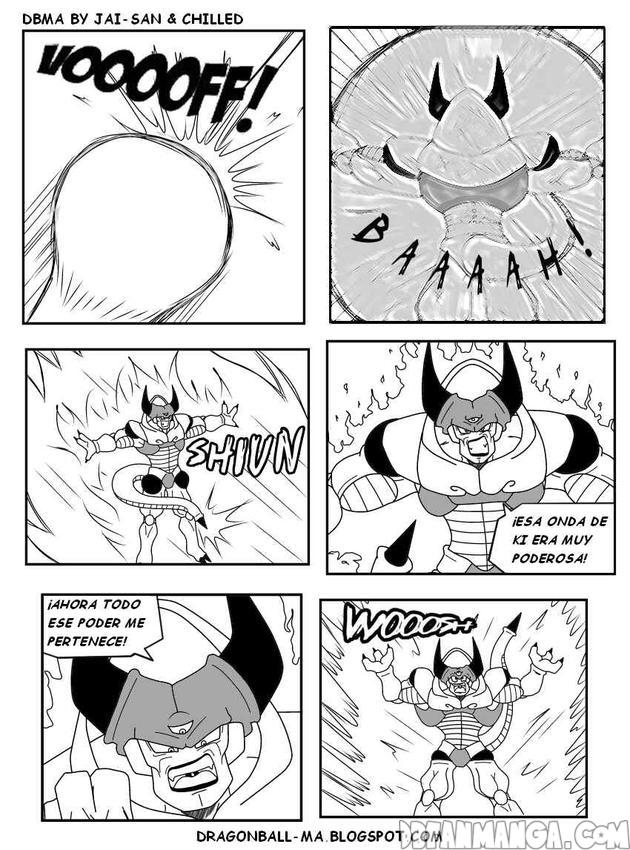 DBMA BY JAI-SAN & CHILLED
VOOOOFF!
BAAAAH!
SHIUN
¡ESA ONDA DE
KI ERA MUY
PODEROSA!
¡AHORA TODO
ESE PODER ME
PERTENECE!
WOOOSH
DRAGONBALL-MA.BLOGSPOT.COM
DBFANMANGA.COM